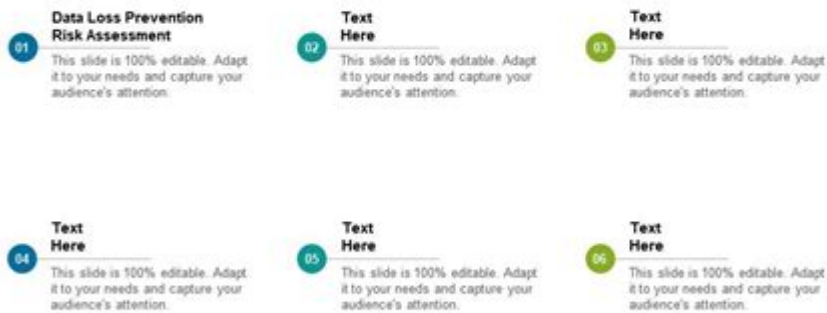 01
Data Loss Prevention
Risk Assessment
This slide is 100% editable. Adapt
it to your needs and capture your
audience's attention.
02
Text
Here
This slide is 100% editable. Adapt
it to your needs and capture your
audience's attention.
03
Text
Here
This slide is 100% editable. Adapt
it to your needs and capture your
audience's attention.
04
Text
Here
This slide is 100% editable. Adapt
it to your needs and capture your
audience's attention.
05
Text
Here
This slide is 100% editable. Adapt
it to your needs and capture your
audience's attention.
06
Text
Here
This slide is 100% editable. Adapt
it to your needs and capture your
audience's attention.